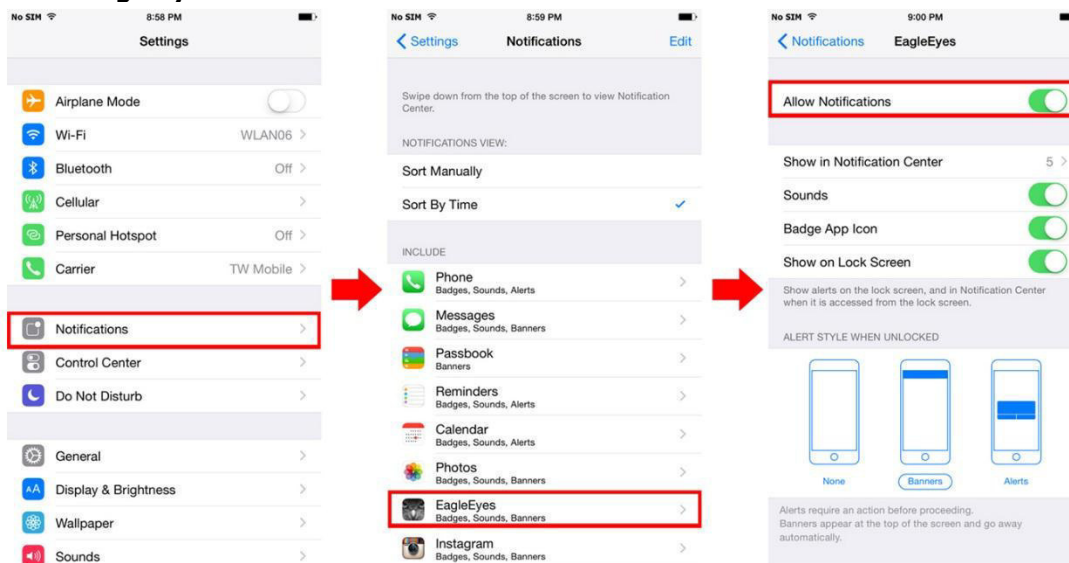 No SIM 8:58 PM
Settings
Airplane Mode
Wi-Fi WLAN06
Bluetooth Off
Cellular
Personal Hotspot Off
Carrier TW Mobile
Notifications
Control Center
Do Not Disturb
General
AA Display & Brightness
Wallpaper
Sounds
No SIM 8:59 PM
Settings Notifications Edit
Swipe down from the top of the screen to view Notification
Center.
NOTIFICATIONS VIEW:
Sort Manually
Sort By Time
INCLUDE
Phone
Badges, Sounds, Alerts
Messages
Badges, Sounds, Banners
Passbook
Banners
Reminders
Badges, Sounds, Alerts
Calendar
Badges, Sounds, Alerts
Photos
Badges, Sounds, Banners
EagleEyes
Badges, Sounds, Banners
Instagram
Badges, Sounds, Banners
No SIM 9:00 PM
Notifications EagleEyes
Allow Notifications
Show in Notification Center 5
Sounds
Badge App Icon
Show on Lock Screen
Show alerts on the lock screen, and in Notification Center
when it is accessed from the lock screen.
ALERT STYLE WHEN UNLOCKED
None Banners Alerts
Alerts require an action before proceeding.
Banners appear at the top of the screen and go away
automatically.